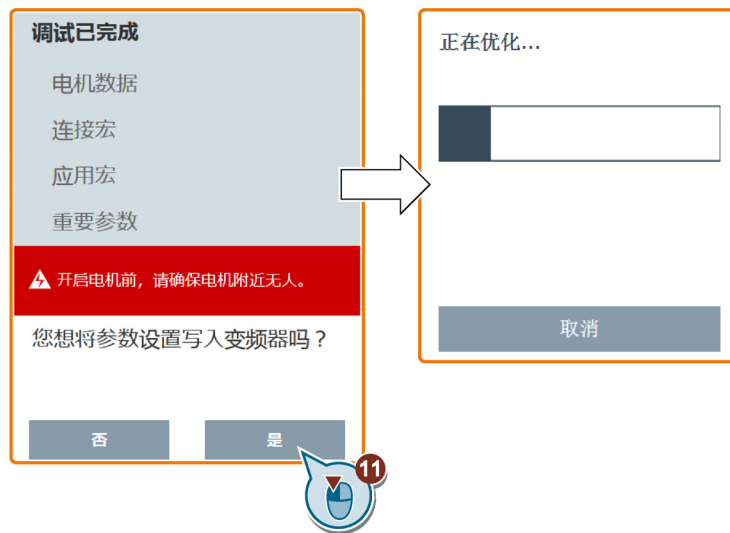 调试已完成
电机数据
连接宏
应用宏
重要参数
开启电机前，请确保电机附近无人。
您想将参数设置写入变频器吗？
否
是
11
正在优化...
取消